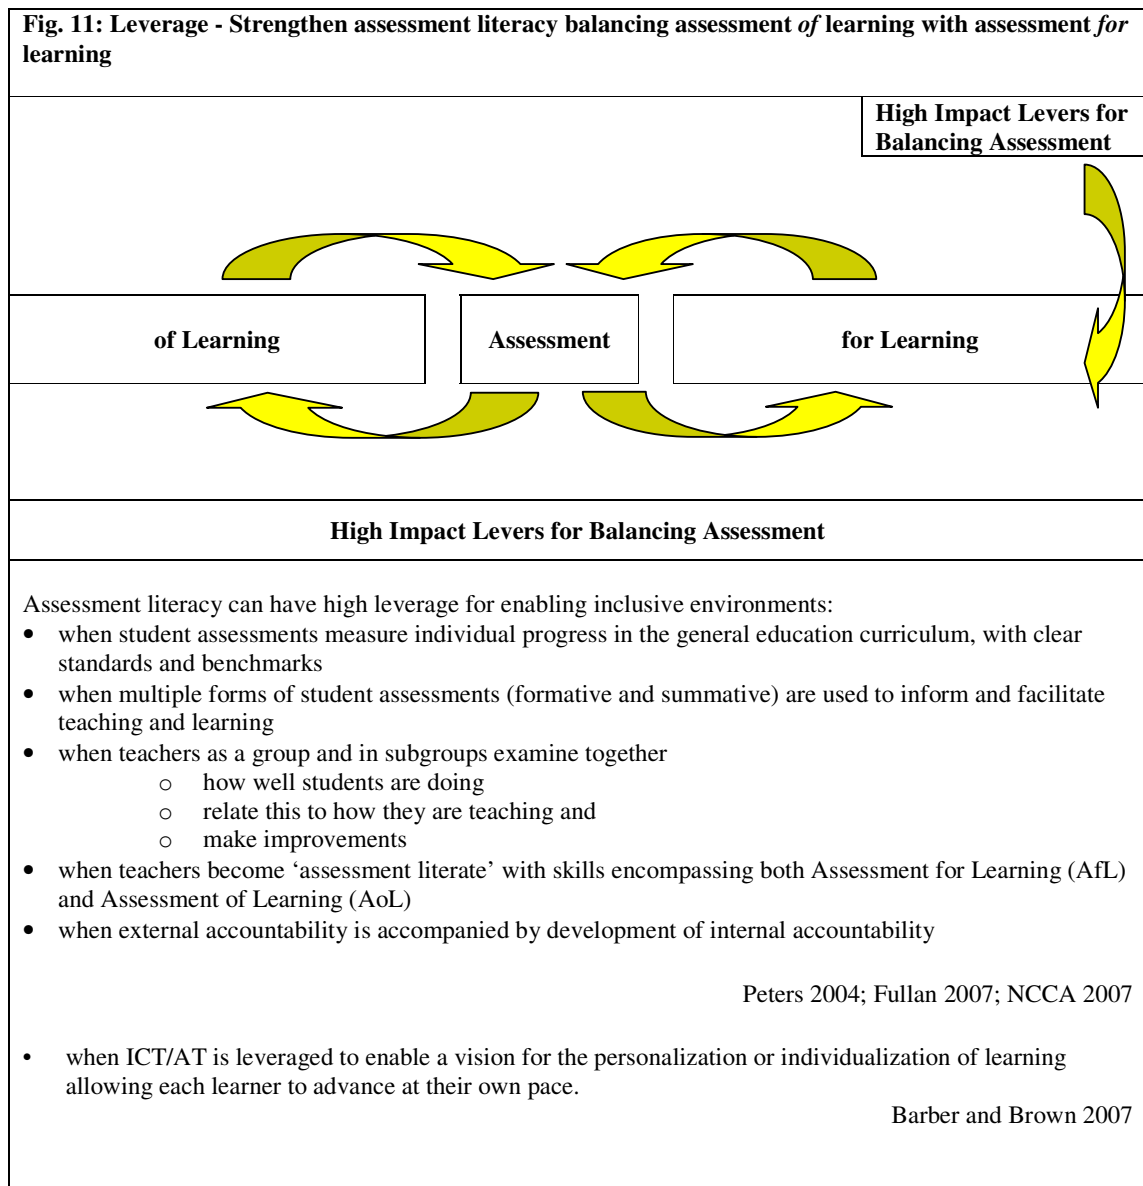 Fig. 11: Leverage - Strengthen assessment literacy balancing assessment of learning with assessment for
learning
High Impact Levers for
Balancing Assessment
of Learning
Assessment
for Learning
High Impact Levers for Balancing Assessment
Assessment literacy can have high leverage for enabling inclusive environments:
• when student assessments measure individual progress in the general education curriculum, with clear
standards and benchmarks
• when multiple forms of student assessments (formative and summative) are used to inform and facilitate
teaching and learning
• when teachers as a group and in subgroups examine together
o how well students are doing
o relate this to how they are teaching and
o make improvements
• when teachers become ‘assessment literate’ with skills encompassing both Assessment for Learning (AfL)
and Assessment of Learning (AoL)
• when external accountability is accompanied by development of internal accountability
Peters 2004; Fullan 2007; NCCA 2007
• when ICT/AT is leveraged to enable a vision for the personalization or individualization of learning
allowing each learner to advance at their own pace.
Barber and Brown 2007